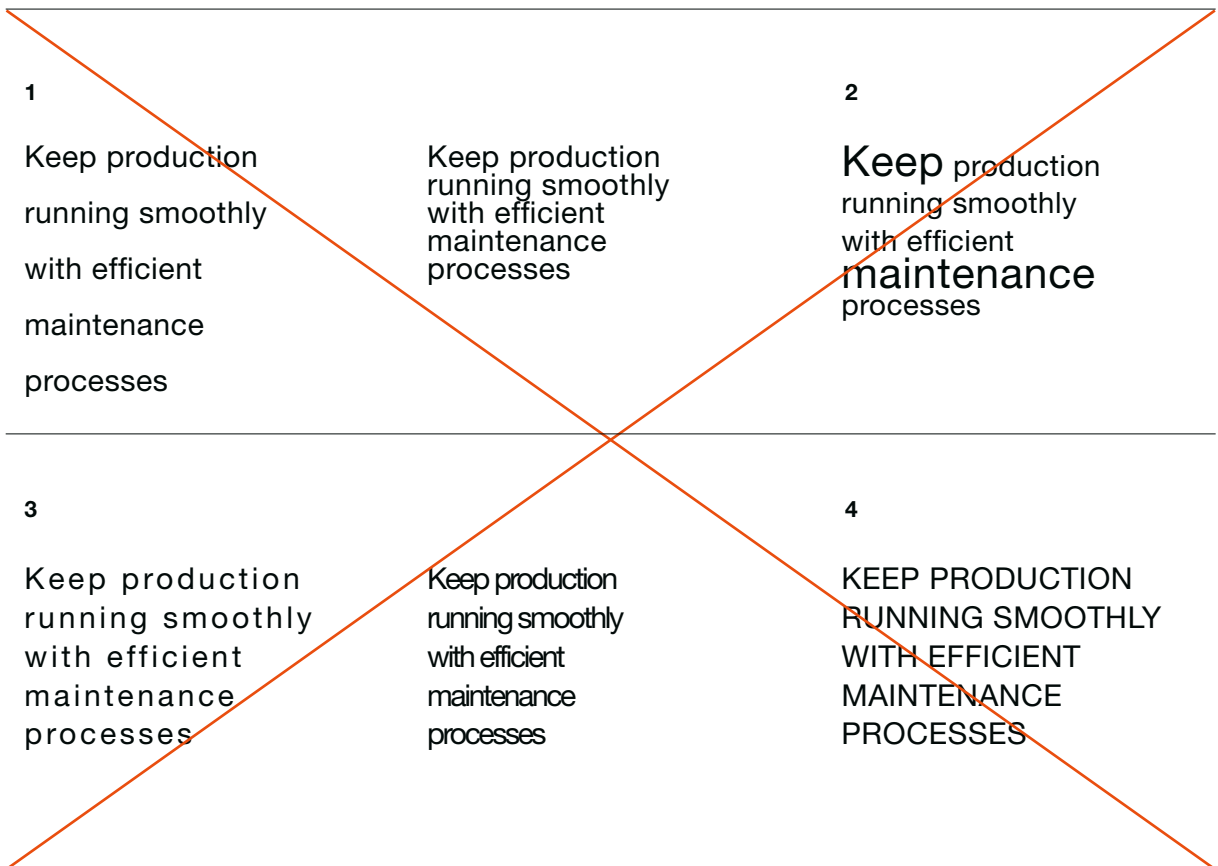 1
Keep production
running smoothly
with efficient
maintenance
processes
Keep production
running smoothly
with efficient
maintenance
processes
2
Keep production
running smoothly
with efficient
maintenance
processes
3
Keep production
running smoothly
with efficient
maintenance
processes
Keep production
running smoothly
with efficient
maintenance
processes
4
KEEP PRODUCTION
RUNNING SMOOTHLY
WITH EFFICIENT
MAINTENANCE
PROCESSES